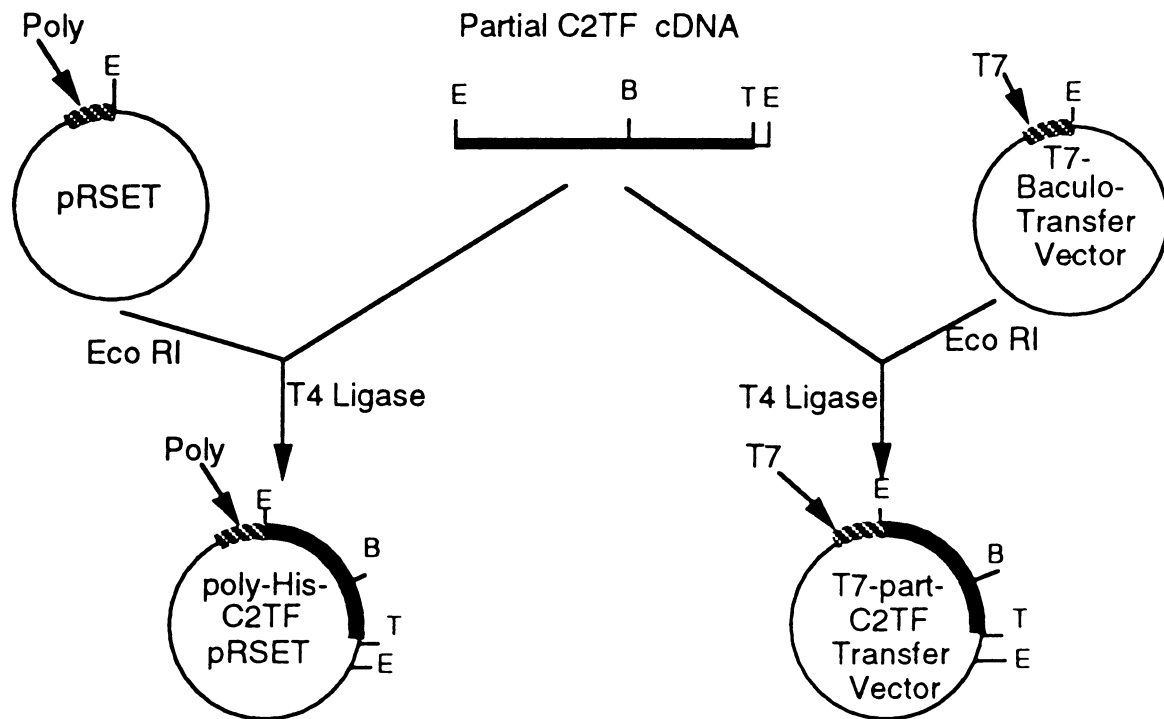 Poly
E
pRSET
Partial C2TF cDNA
E
B
T E
T7
E
T7-
Baculo-
Transfer
Vector
Eco RI
T4 Ligase
Eco RI
T4 Ligase
Poly
E
B
T
E
poly-His-
C2TF
pRSET
T7
E
B
T
E
T7-part-
C2TF
Transfer
Vector